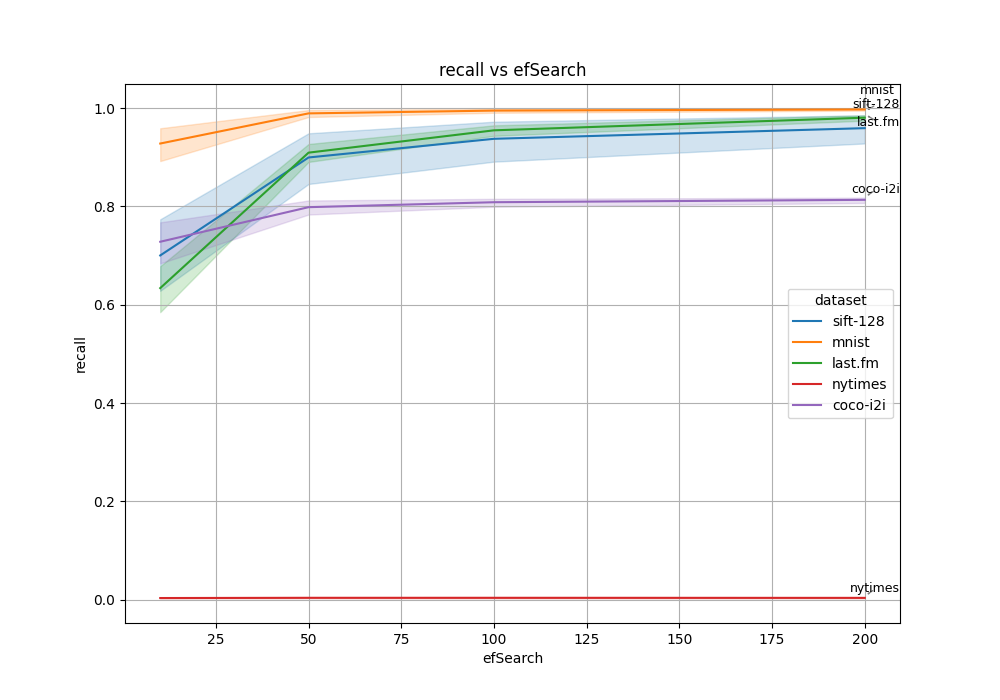 recall vs efSearch
mnist
sift-128
last.fm
coco-i2i
nytimes
1.0
0.8
0.6
0.4
0.2
0.0
recall
dataset
sift-128
mnist
last.fm
nytimes
coco-i2i
25 50 75 100 125 150 175 200
efSearch